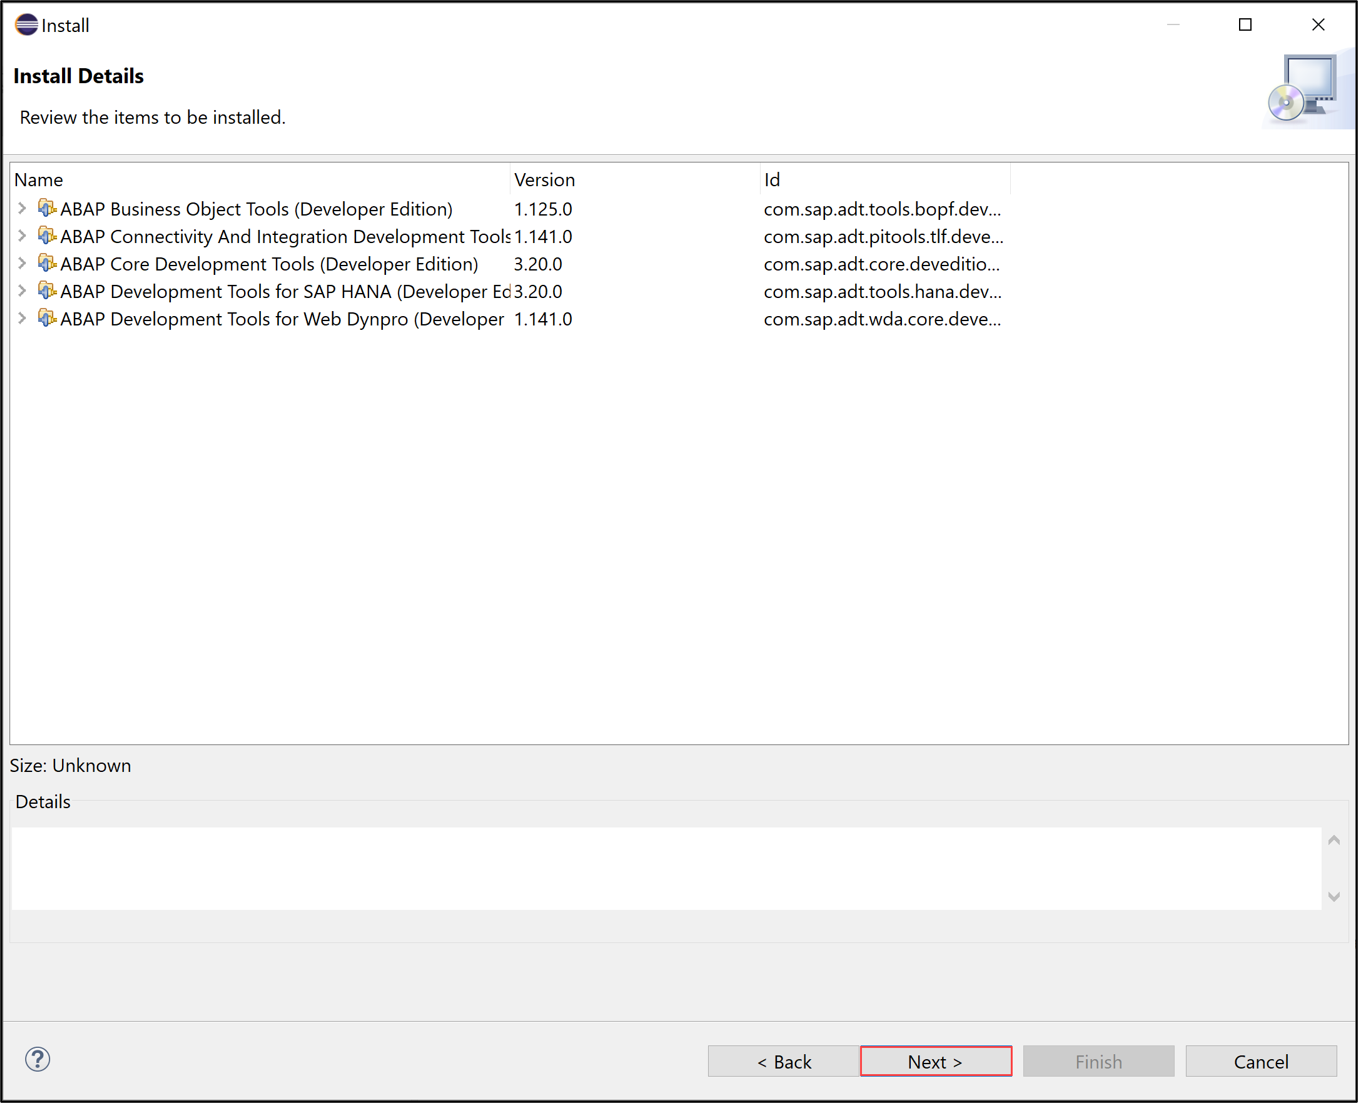 Install
Install Details
Review the items to be installed.
Name Version Id
ABAP Business Object Tools (Developer Edition) 1.125.0 com.sap.adt.tools.bopf.dev...
ABAP Connectivity And Integration Development Tools 1.141.0 com.sap.adt.pitools.tlf.deve...
ABAP Core Development Tools (Developer Edition) 3.20.0 com.sap.adt.core.deveditio...
ABAP Development Tools for SAP HANA (Developer Ed 3.20.0 com.sap.adt.tools.hana.dev...
ABAP Development Tools for Web Dynpro (Developer 1.141.0 com.sap.adt.wda.core.deve...
Size: Unknown
Details
? < Back Next > Finish Cancel